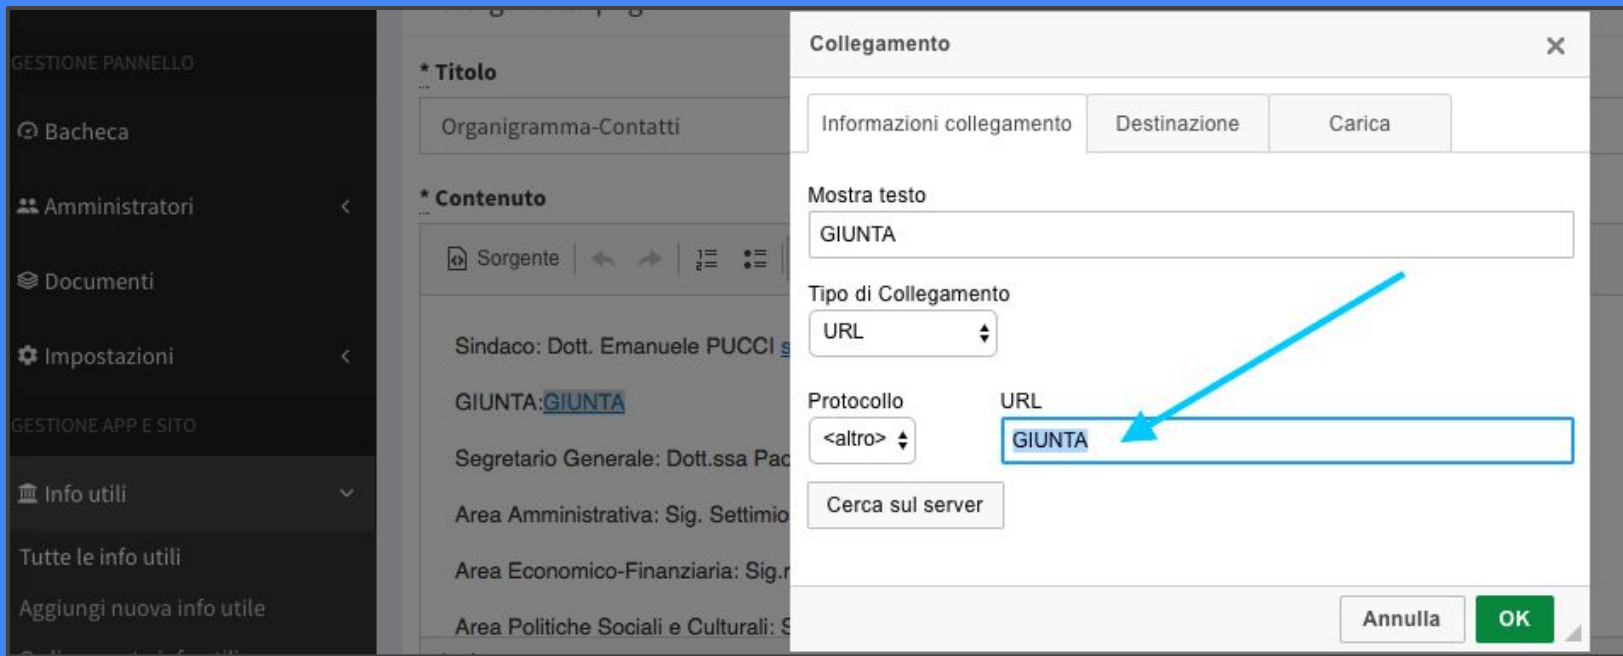 GESTIONE PANNELLO
Bacheca
Amministratori
Documenti
Impostazioni
GESTIONE APP E SITO
Info utili
Tutte le info utili
Aggiungi nuova info utile
* Titolo
Organigramma-Contatti
* Contenuto
Sorgente
Sindaco: Dott. Emanuele PUCCI s
GIUNTA:GIUNTA
Segretario Generale: Dott.ssa Pao
Area Amministrativa: Sig. Settimio
Area Economico-Finanziaria: Sig.r
Area Politiche Sociali e Culturali: S
Collegamento
Informazioni collegamento
Destinazione
Carica
Mostra testo
GIUNTA
Tipo di Collegamento
URL
Protocollo
URL
<altro>
GIUNTA
Cerca sul server
Annulla
OK